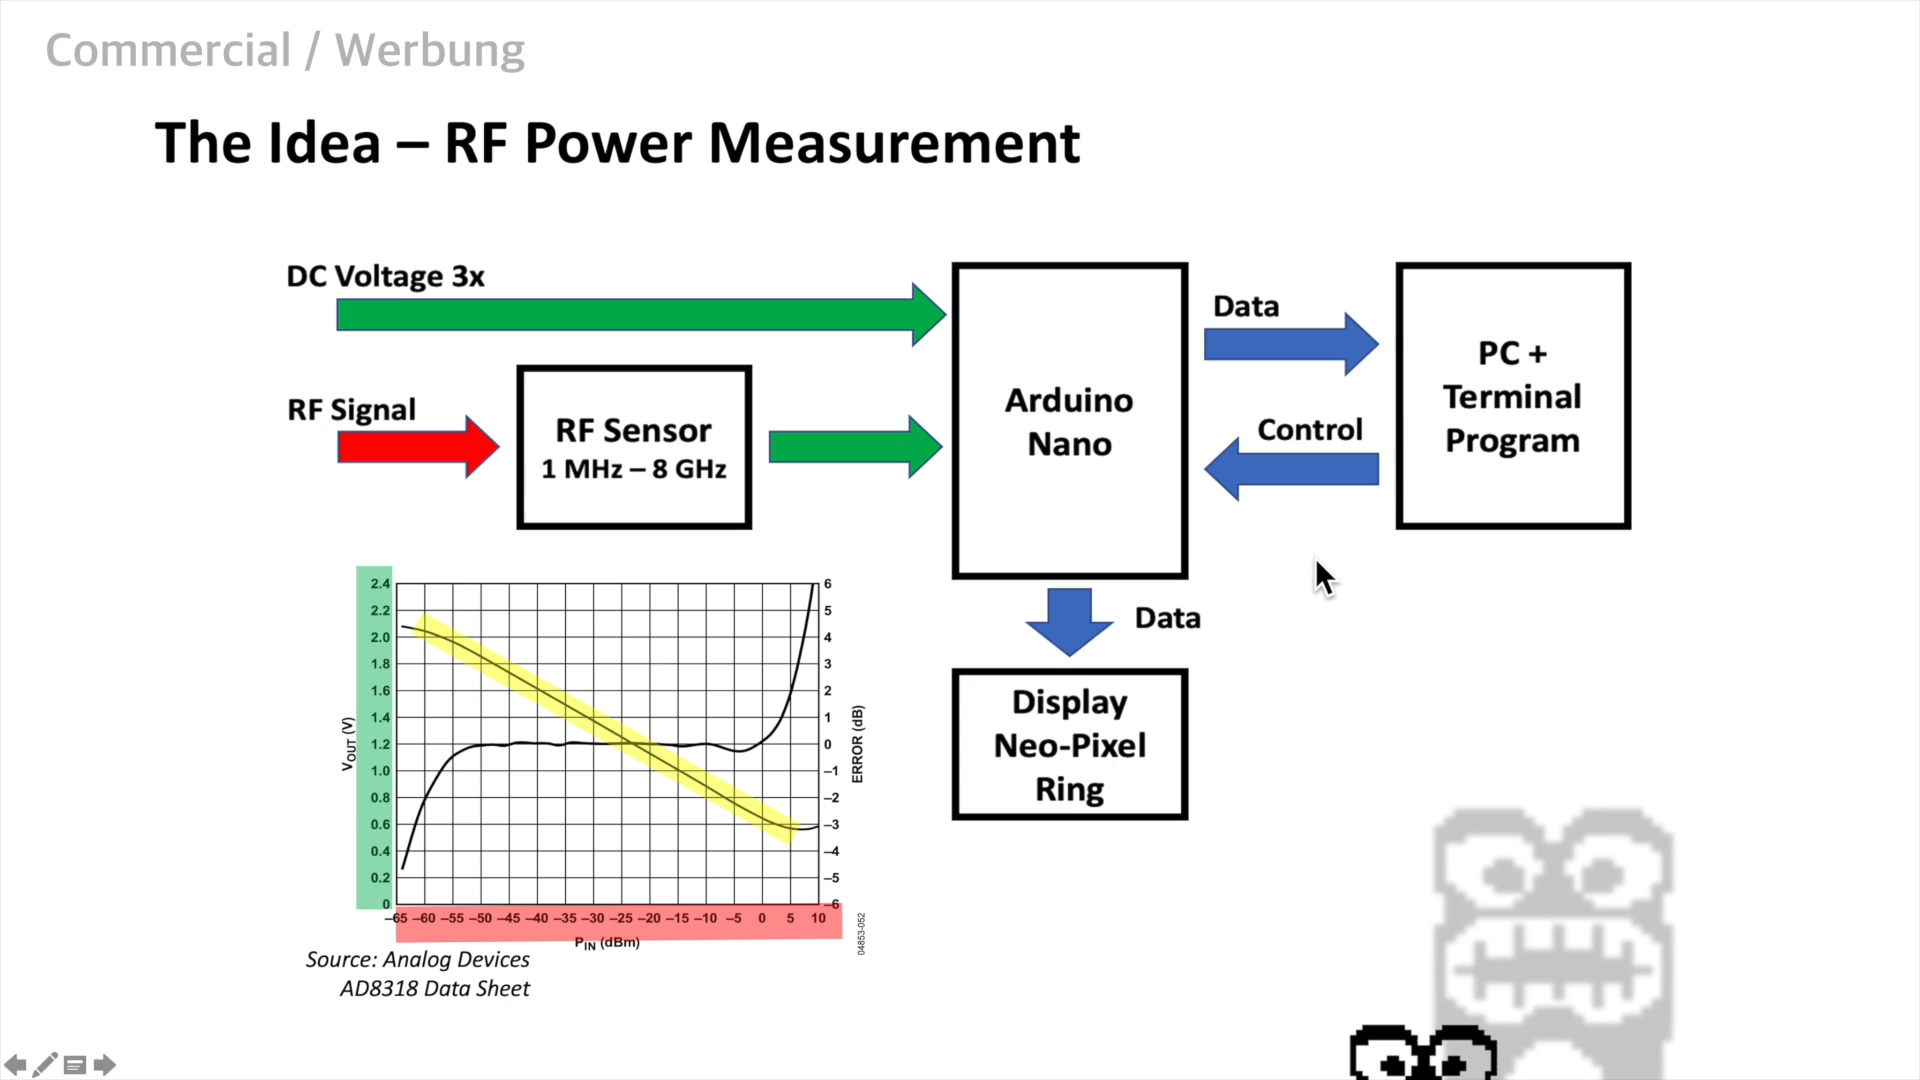 Commercial / Werbung
The Idea – RF Power Measurement
DC Voltage 3x
RF Signal
RF Sensor
1 MHz – 8 GHz
Arduino
Nano
Data
Control
PC +
Terminal
Program
Data
Display
Neo-Pixel
Ring
2.4
2.2
2.0
1.8
1.6
1.4
1.2
1.0
0.8
0.6
0.4
0.2
0
VOUT (V)
6
5
4
3
2
1
0
–1
–2
–3
–4
–5
–6
ERROR (dB)
–65 –60 –55 –50 –45 –40 –35 –30 –25 –20 –15 –10 –5 0 5 10
PIN (dBm)
04853-052
Source: Analog Devices
AD8318 Data Sheet